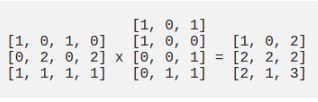 [1, 0, 1]
[1, 0, 1, 0]   [1, 0, 0]   [1, 0, 2]
[0, 2, 0, 2] x [0, 0, 1] = [2, 2, 2]
[1, 1, 1, 1]   [0, 1, 1]   [2, 1, 3]